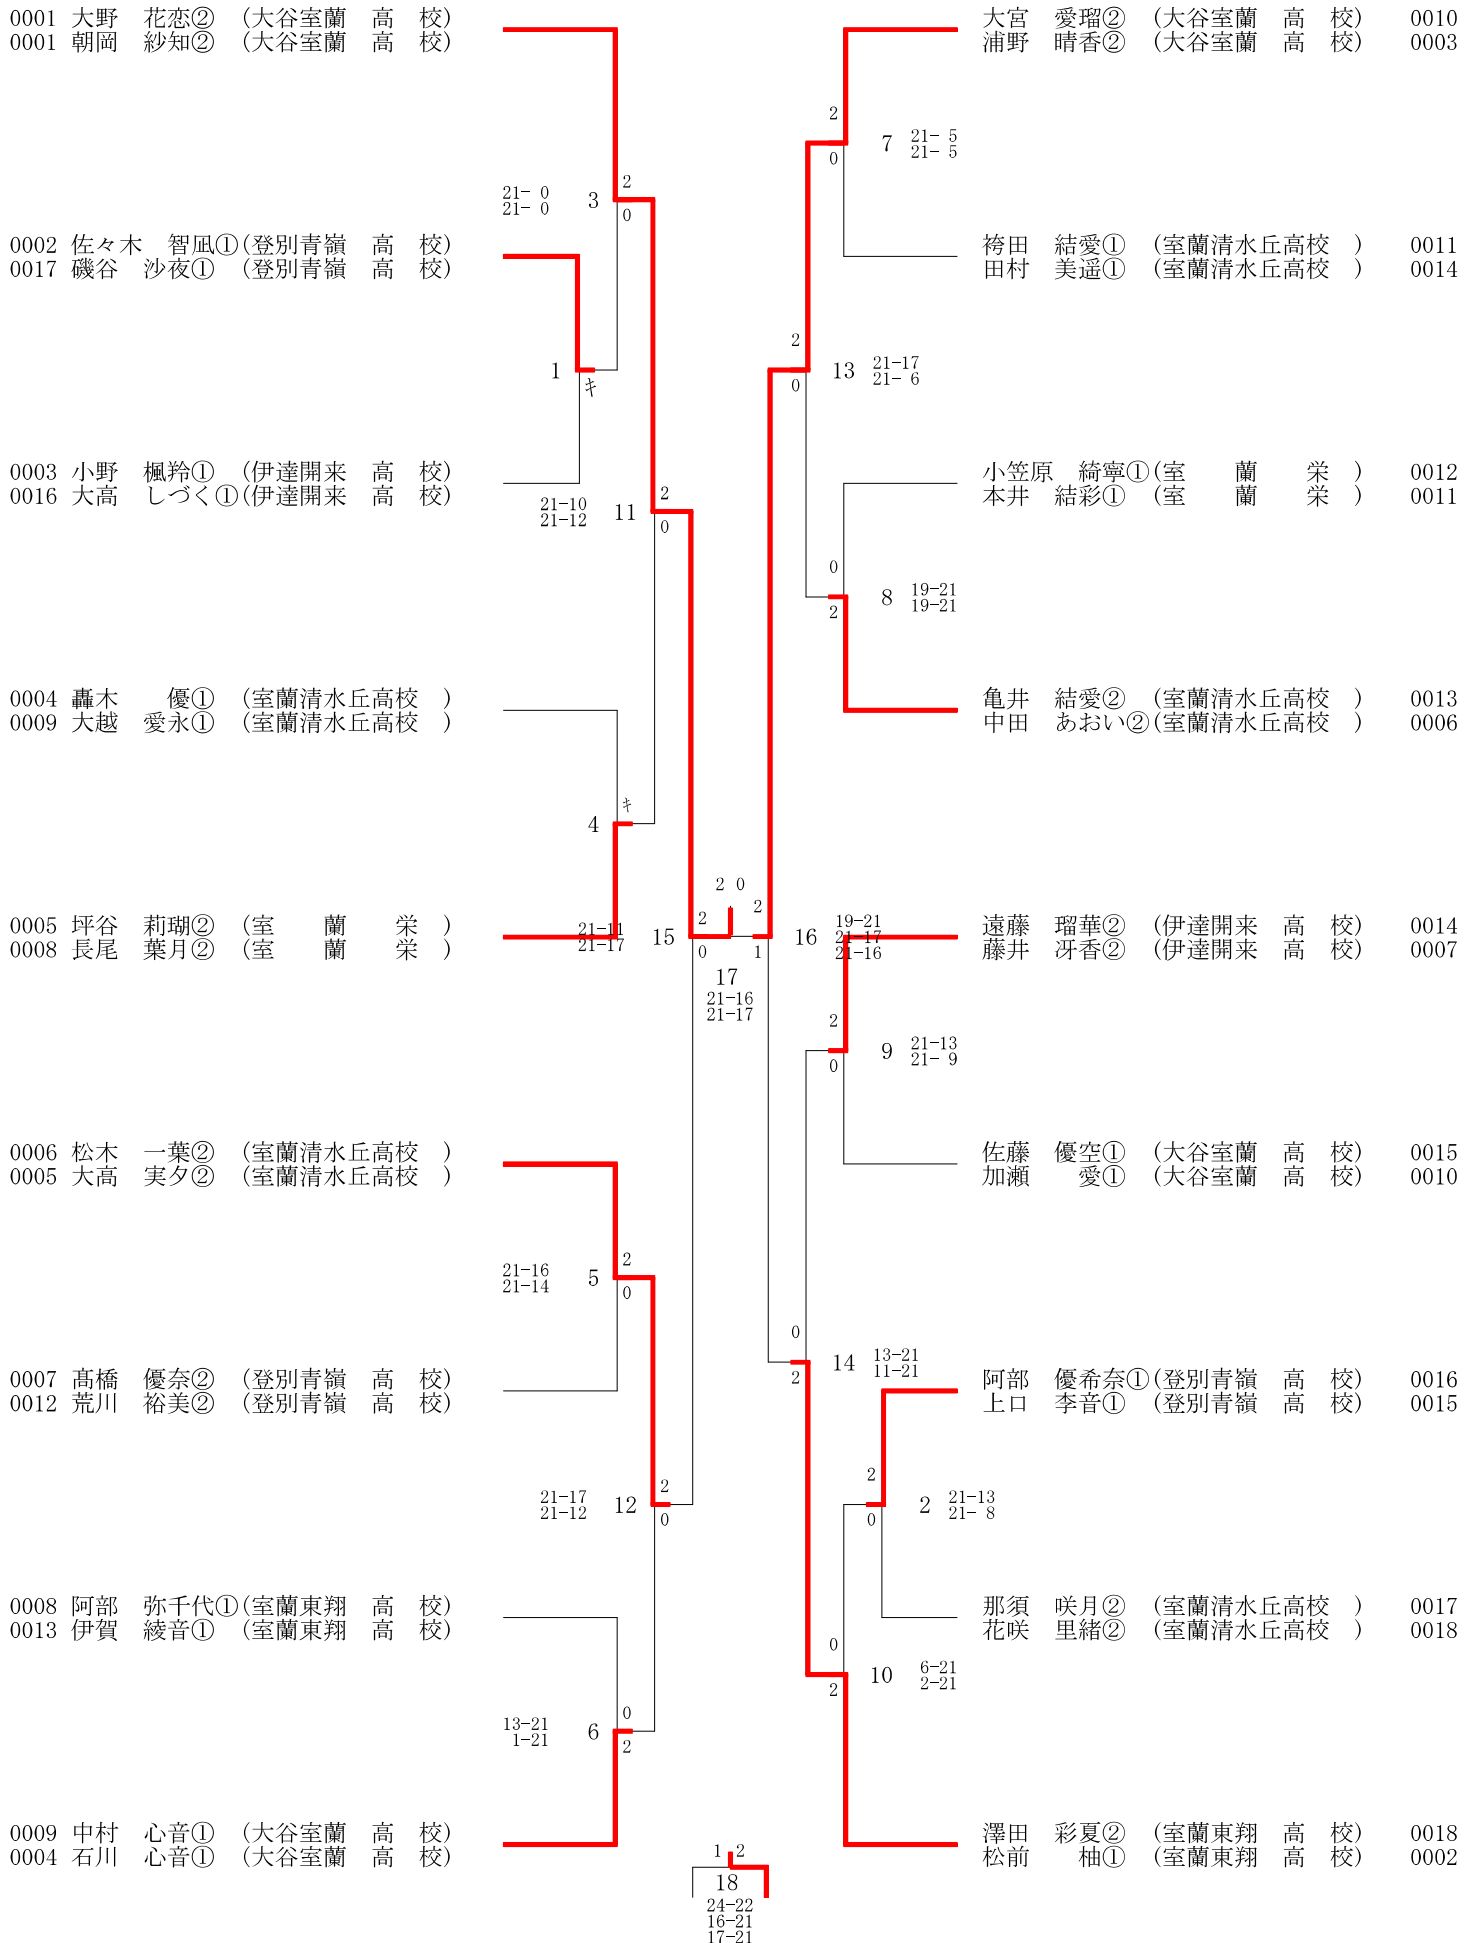 0001 大野　花恋②　(大谷室蘭　高　校)
0001 朝岡　紗知②　(大谷室蘭　高　校)
21- 0
21- 0
3
2
0
0002 佐々木　智凪①(登別青嶺　高　校)
0017 磯谷　沙夜①　(登別青嶺　高　校)
1
キ
0003 小野　楓羚①　(伊達開来　高　校)
0016 大高　しづく①(伊達開来　高　校)
21-10
21-12
11
2
0
0004 轟木　　優①　(室蘭清水丘高校　)
0009 大越　愛永①　(室蘭清水丘高校　)
4
キ
0005 坪谷　莉瑚②　(室　　蘭　　栄　)
0008 長尾　葉月②　(室　　蘭　　栄　)
21-11
21-17
15
2
0
2 0
17
21-16
21-17
0006 松木　一葉②　(室蘭清水丘高校　)
0005 大高　実夕②　(室蘭清水丘高校　)
21-16
21-14
5
2
0
0007 髙橋　優奈②　(登別青嶺　高　校)
0012 荒川　裕美②　(登別青嶺　高　校)
21-17
21-12
12
2
0
0008 阿部　弥千代①(室蘭東翔　高　校)
0013 伊賀　綾音①　(室蘭東翔　高　校)
13-21
1-21
6
0
2
0009 中村　心音①　(大谷室蘭　高　校)
0004 石川　心音①　(大谷室蘭　高　校)
1 2
18
24-22
16-21
17-21
大宮　愛瑠②　(大谷室蘭　高　校)　0010
浦野　晴香②　(大谷室蘭　高　校)　0003
2
0
7
21- 5
21- 5
袴田　結愛①　(室蘭清水丘高校　)　0011
田村　美遥①　(室蘭清水丘高校　)　0014
2
0
13
21-17
21- 6
小笠原　綺寧①(室　　蘭　　栄　)　0012
本井　結彩①　(室　　蘭　　栄　)　0011
0
2
8
19-21
19-21
亀井　結愛②　(室蘭清水丘高校　)　0013
中田　あおい②(室蘭清水丘高校　)　0006
2
1
16
19-21
21-17
21-16
遠藤　瑠華②　(伊達開来　高　校)　0014
藤井　冴香②　(伊達開来　高　校)　0007
2
0
9
21-13
21- 9
佐藤　優空①　(大谷室蘭　高　校)　0015
加瀬　　愛①　(大谷室蘭　高　校)　0010
0
2
14
13-21
11-21
阿部　優希奈①(登別青嶺　高　校)　0016
上口　李音①　(登別青嶺　高　校)　0015
2
0
2
21-13
21- 8
那須　咲月②　(室蘭清水丘高校　)　0017
花咲　里緒②　(室蘭清水丘高校　)　0018
0
2
10
6-21
2-21
澤田　彩夏②　(室蘭東翔　高　校)　0018
松前　　柚①　(室蘭東翔　高　校)　0002